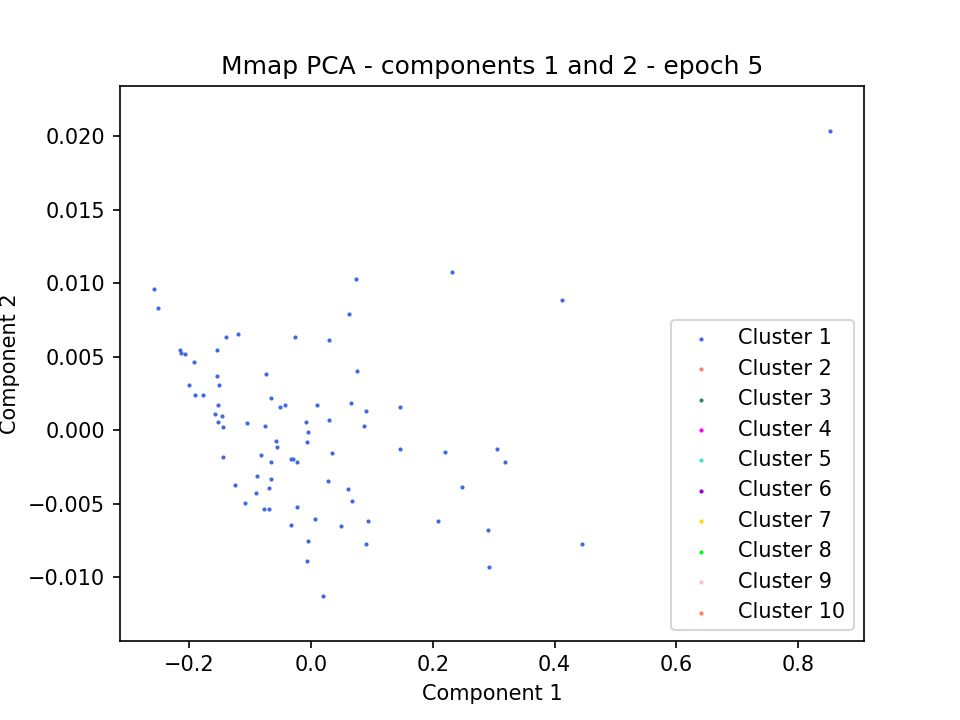 Mmap PCA - components 1 and 2 - epoch 5
0.020
0.015
0.010
0.005
0.000
−0.005
−0.010
Component 2
Cluster 1
Cluster 2
Cluster 3
Cluster 4
Cluster 5
Cluster 6
Cluster 7
Cluster 8
Cluster 9
Cluster 10
−0.2 0.0 0.2 0.4 0.6 0.8
Component 1